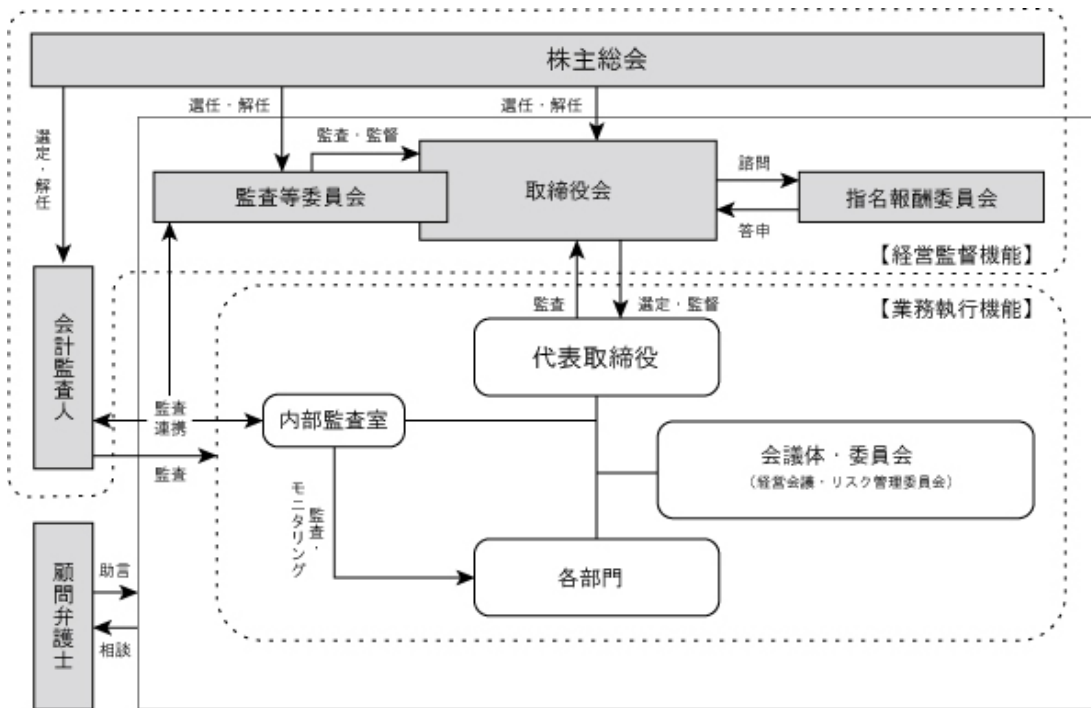 株主総会
選定・解任
選任・解任
選任・解任
監査・監督
監査等委員会
取締役会
諮問
答申
指名報酬委員会
【経営監督機能】
会計監査人
監査
選定・監督
【業務執行機能】
代表取締役
監査
連携
内部監査室
監査
会議体・委員会
（経営会議・リスク管理委員会）
監査・
モニタリング
各部門
顧問弁護士
助言
相談